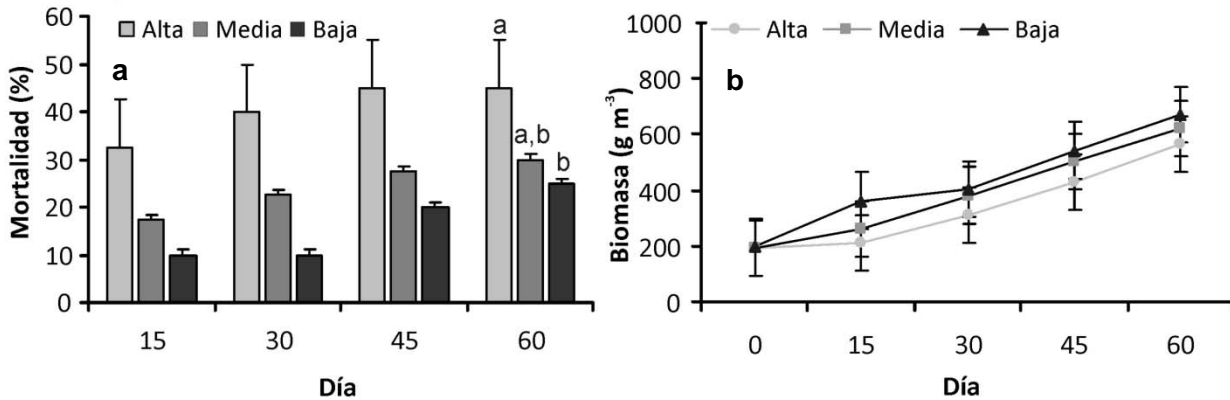 Alta Media Baja
a
Mortalidad (%)
60
50
40
30
20
10
0
a
a,b
b
15 30 45 60
Día
Alta Media Baja
b
Biomasa (g m⁻³)
1000
800
600
400
200
0
0 15 30 45 60
Día